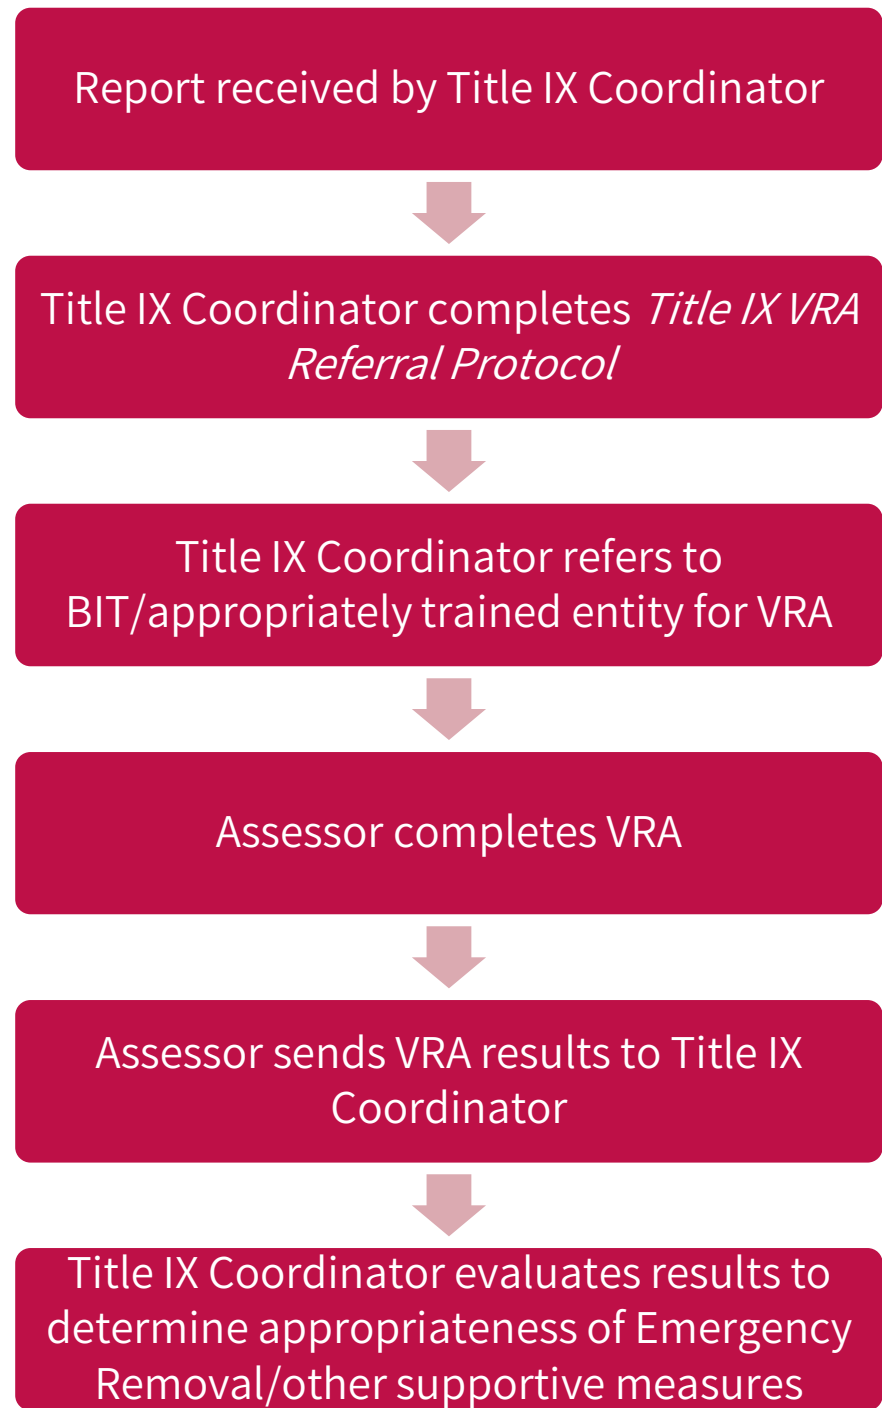 Report received by Title IX Coordinator
Title IX Coordinator completes Title IX VRA
Referral Protocol
Title IX Coordinator refers to
BIT/appropriately trained entity for VRA
Assessor completes VRA
Assessor sends VRA results to Title IX
Coordinator
Title IX Coordinator evaluates results to
determine appropriateness of Emergency
Removal/other supportive measures